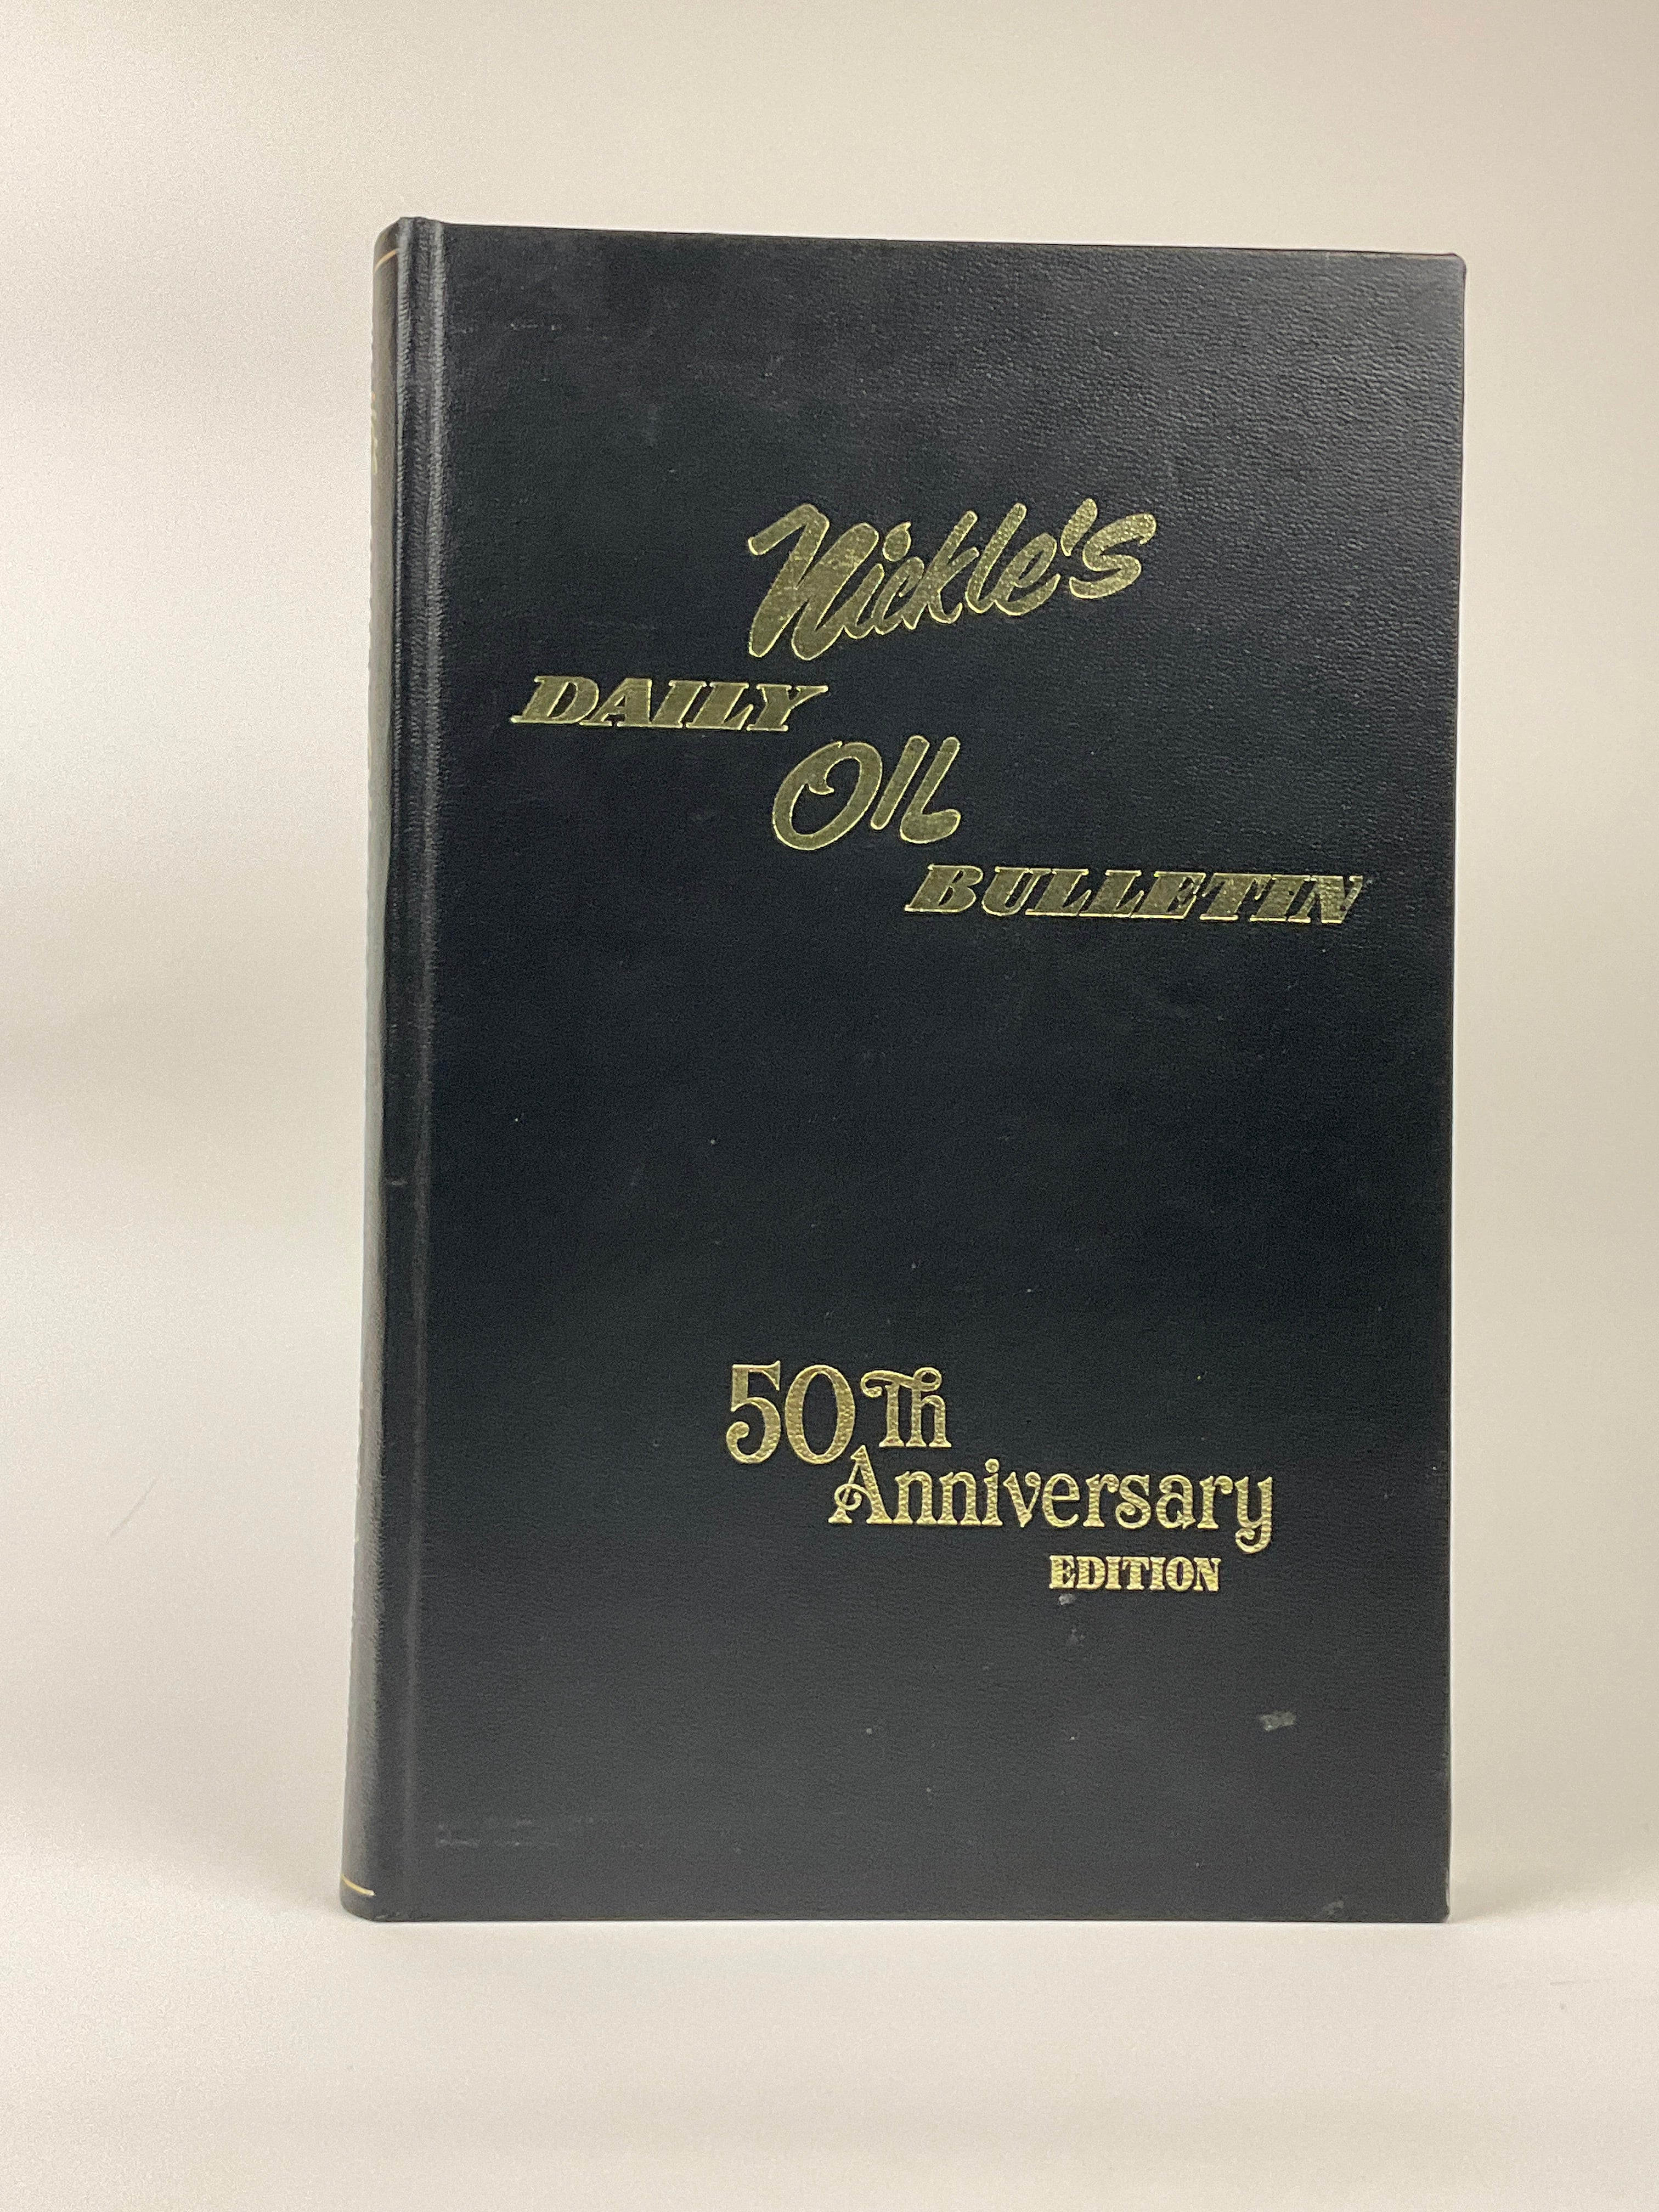 Nickle's
DAILY
OIL
BULLETIN
50Th
Anniversary
EDITION